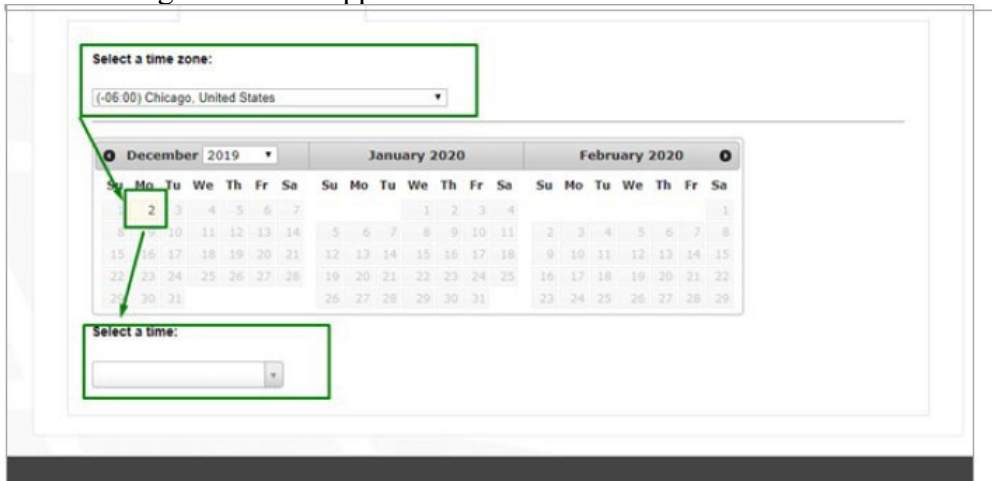 Select a time zone:
(-06:00) Chicago, United States
December 2019 January 2020 February 2020
Su Mo Tu We Th Fr Sa Su Mo Tu We Th Fr Sa Su Mo Tu We Th Fr Sa
1 2 3 4 5 6 7 1 2 3 4 1
8 9 10 11 12 13 14 5 6 7 8 9 10 11 2 3 4 5 6 7 8
15 16 17 18 19 20 21 12 13 14 15 16 17 18 9 10 11 12 13 14 15
22 23 24 25 26 27 28 19 20 21 22 23 24 25 16 17 18 19 20 21 22
29 30 31 26 27 28 29 30 31 23 24 25 26 27 28 29
Select a time: